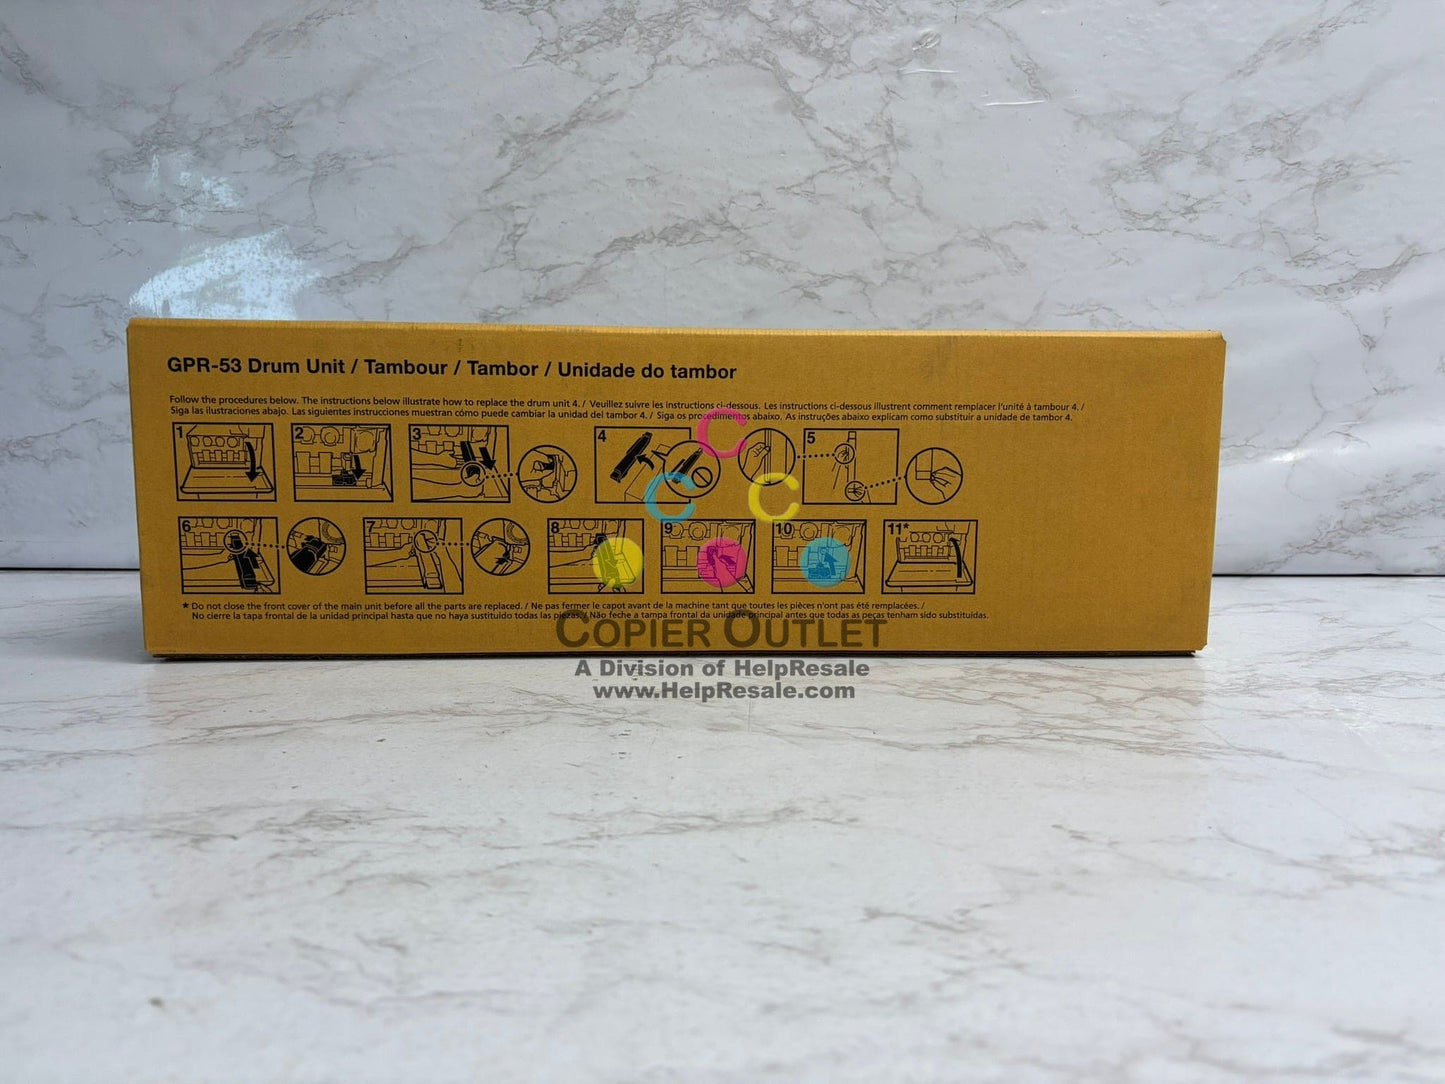 GPR-53 Drum Unit / Tambour / Tambor / Unidade do tambor
Follow the procedures below. The instructions below illustrate how to replace the drum unit 4. / Veuillez suivre les instructions ci-dessous. Les instructions ci-dessous illustrent comment remplacer l'unité à tambour 4. /
Siga las ilustraciones abajo. Las siguientes instrucciones muestran cómo puede cambiar la unidad del tambor 4. / Siga os procedimentos abaixo. As instruções abaixo explicam como substituir a unidade de tambor 4.
1 2 3 4 5
6 7 8 9 10 11*
C
C C
★ Do not close the front cover of the main unit before all the parts are replaced. / Ne pas fermer le capot avant de la machine tant que toutes les pièces n'ont pas été remplacées. /
No cierre la tapa frontal de la unidad principal hasta que no haya sustituido todas las piezas. / Não feche a tampa frontal da unidade principal antes que todas as peças tenham sido substituídas.
COPIER OUTLET
A Division of HelpResale
www.HelpResale.com